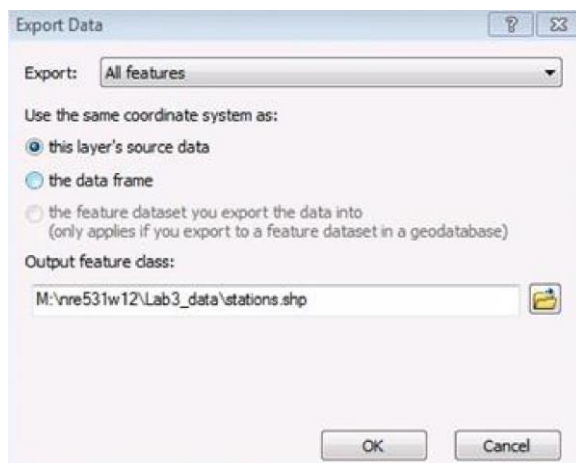 Export Data
Export: All features
Use the same coordinate system as:
this layer's source data
the data frame
the feature dataset you export the data into
(only applies if you export to a feature dataset in a geodatabase)
Output feature class:
M:\nre531w12\Lab3_data\stations.shp
OK Cancel